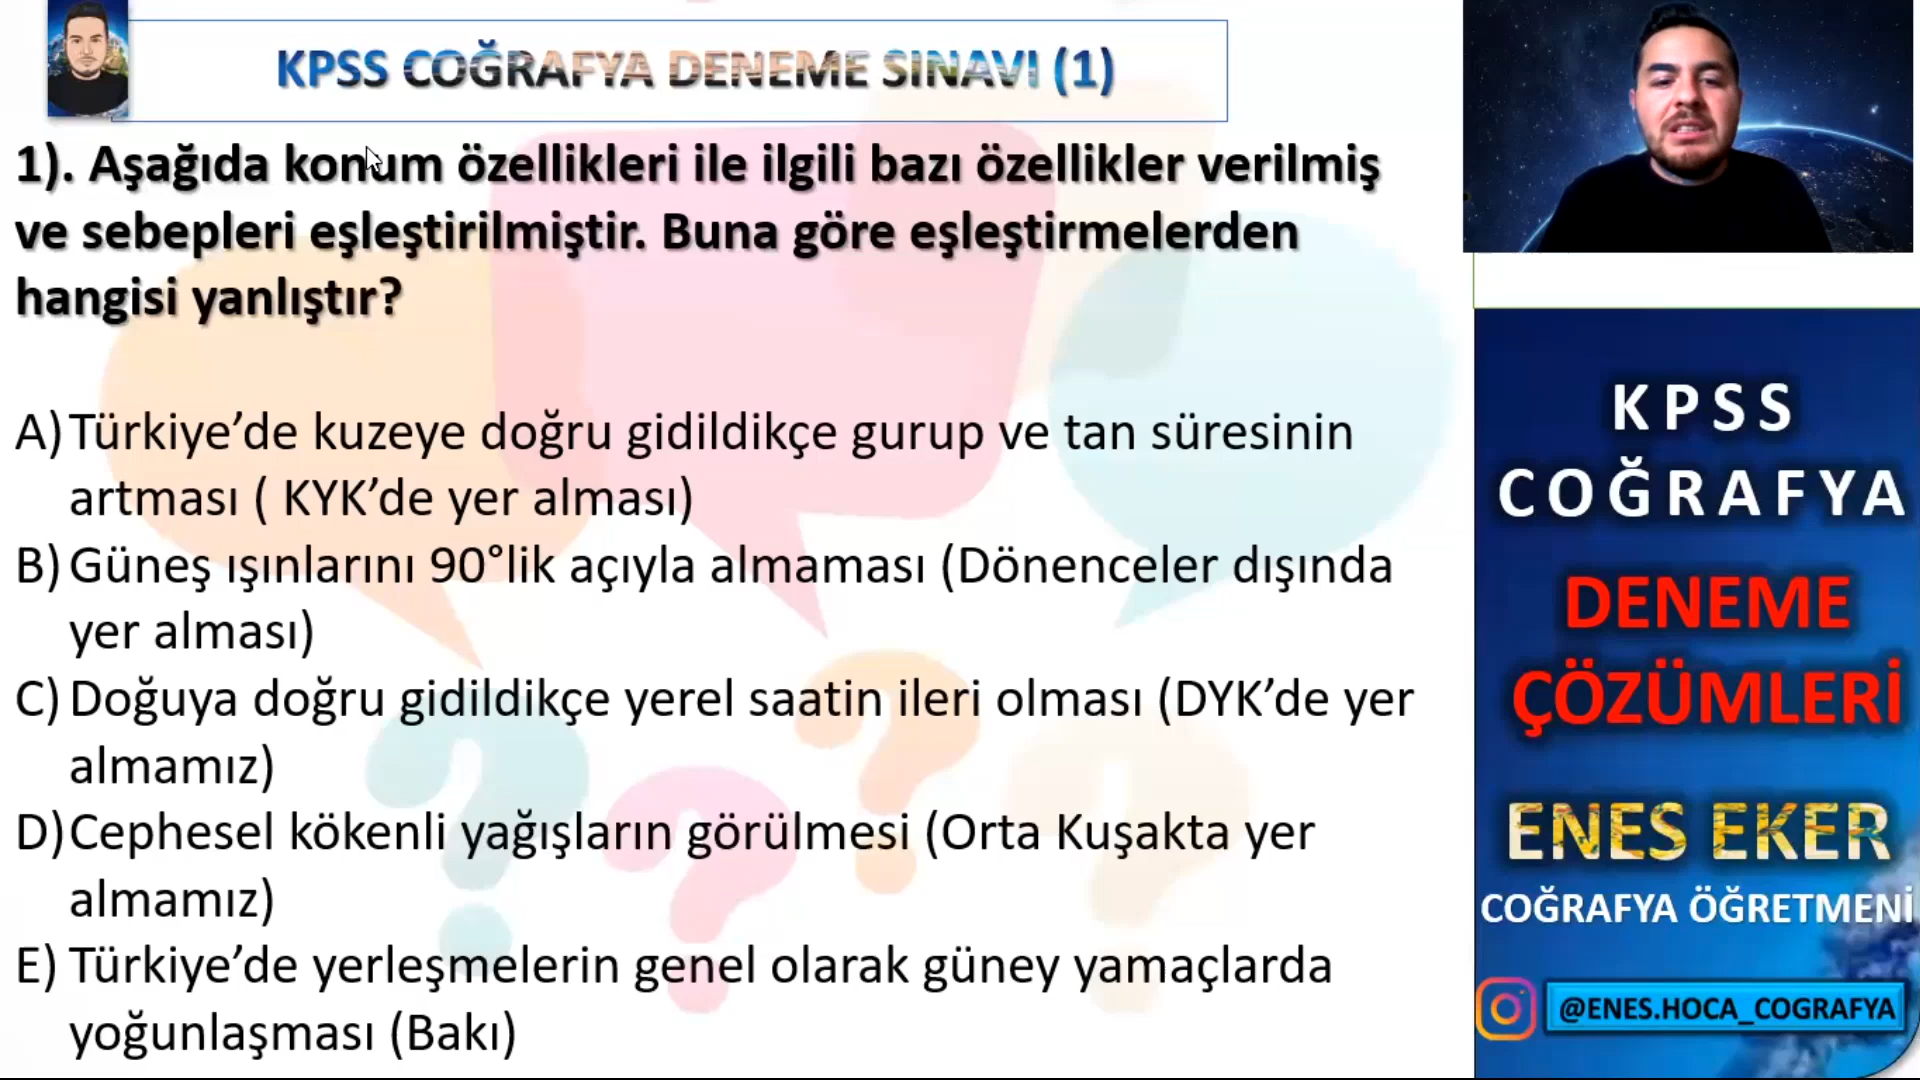 KPSS COĞRAFYA DENEME SINAVI (1)
1). Aşağıda konum özellikleri ile ilgili bazı özellikler verilmiş
ve sebepleri eşleştirilmiştir. Buna göre eşleştirmelerden
hangisi yanlıştır?
A) Türkiye’de kuzeye doğru gidildikçe gurup ve tan süresinin
artması ( KYK’de yer alması)
B) Güneş ışınlarını 90°lik açıyla almaması (Dönenceler dışında
yer alması)
C) Doğuya doğru gidildikçe yerel saatin ileri olması (DYK’de yer
almamız)
D) Cephesel kökenli yağışların görülmesi (Orta Kuşakta yer
almamız)
E) Türkiye’de yerleşmelerin genel olarak güney yamaçlarda
yoğunlaşması (Bakı)
KPSS
COĞRAFYA
DENEME
ÇÖZÜMLERİ
ENES EKER
COĞRAFYA ÖĞRETMENİ
@ENES.HOCA_COGRAFYA